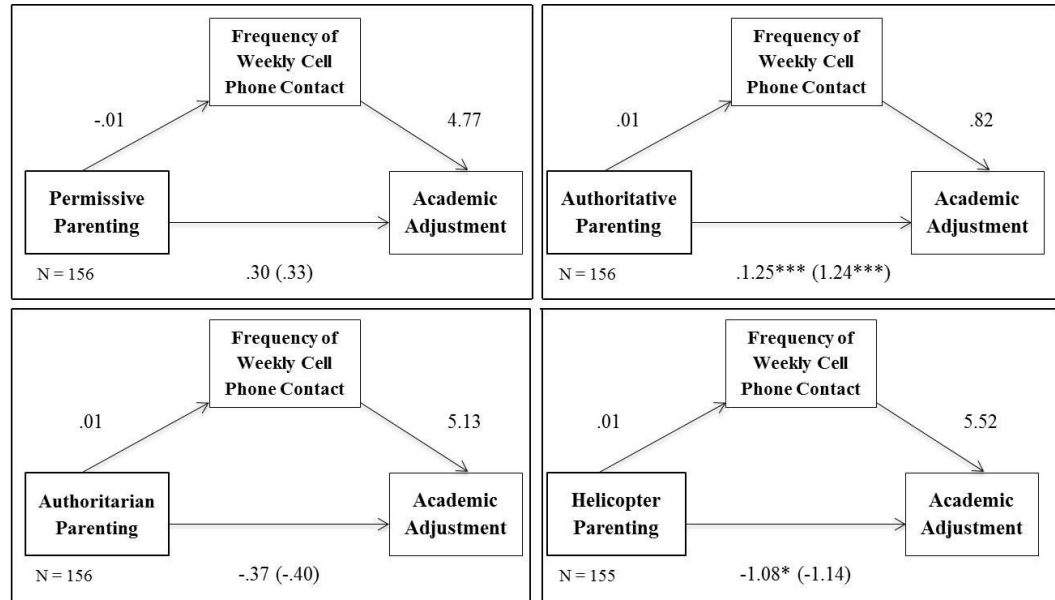 Frequency of
Weekly Cell
Phone Contact
-.01
4.77
Permissive
Parenting
Academic
Adjustment
N = 156
.30 (.33)
Frequency of
Weekly Cell
Phone Contact
.01
.82
Authoritative
Parenting
Academic
Adjustment
N = 156
.1.25*** (1.24***)
Frequency of
Weekly Cell
Phone Contact
.01
5.13
Authoritarian
Parenting
Academic
Adjustment
N = 156
-.37 (-.40)
Frequency of
Weekly Cell
Phone Contact
.01
5.52
Helicopter
Parenting
Academic
Adjustment
N = 155
-1.08* (-1.14)